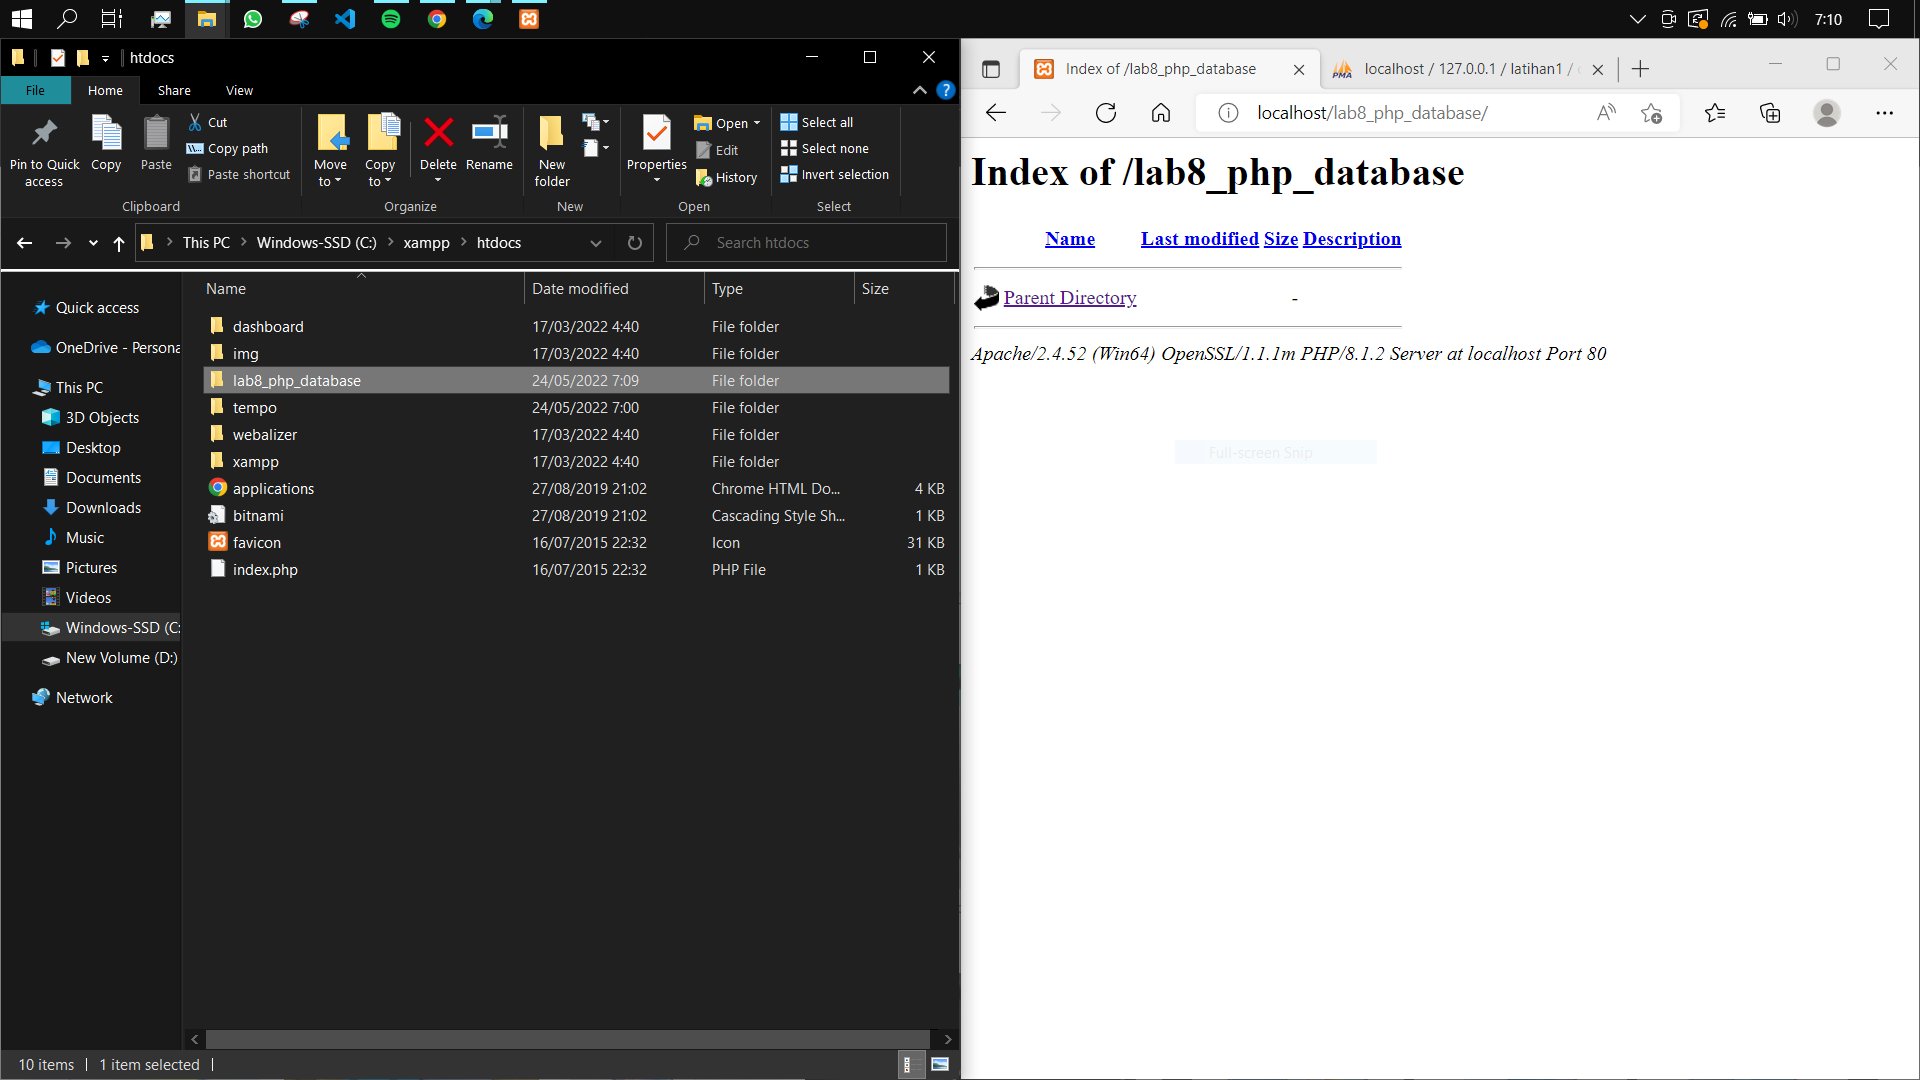 7:10
htdocs
File
Home
Share
View
Pin to Quick access
Copy
Paste
Cut
Copy path
Paste shortcut
Clipboard
Move to
Copy to
Delete
Rename
Organize
New folder
New
Properties
Open
Edit
History
Open
Select all
Select none
Invert selection
Select
This PC
Windows-SSD (C:)
xampp
htdocs
Search htdocs
Quick access
OneDrive - Persona
This PC
3D Objects
Desktop
Documents
Downloads
Music
Pictures
Videos
Windows-SSD (C:
New Volume (D:)
Network
Name Date modified Type Size
dashboard 17/03/2022 4:40 File folder
img 17/03/2022 4:40 File folder
lab8_php_database 24/05/2022 7:09 File folder
tempo 24/05/2022 7:00 File folder
webalizer 17/03/2022 4:40 File folder
xampp 17/03/2022 4:40 File folder
applications 27/08/2019 21:02 Chrome HTML Do... 4 KB
bitnami 27/08/2019 21:02 Cascading Style Sh... 1 KB
favicon 16/07/2015 22:32 Icon 31 KB
index.php 16/07/2015 22:32 PHP File 1 KB
10 items 1 item selected
Index of /lab8_php_database
PMA
localhost / 127.0.0.1 / latihan1 /
localhost/lab8_php_database/
Index of /lab8_php_database
Name Last modified Size Description
Parent Directory -
Apache/2.4.52 (Win64) OpenSSL/1.1.1m PHP/8.1.2 Server at localhost Port 80
Full-screen Snip